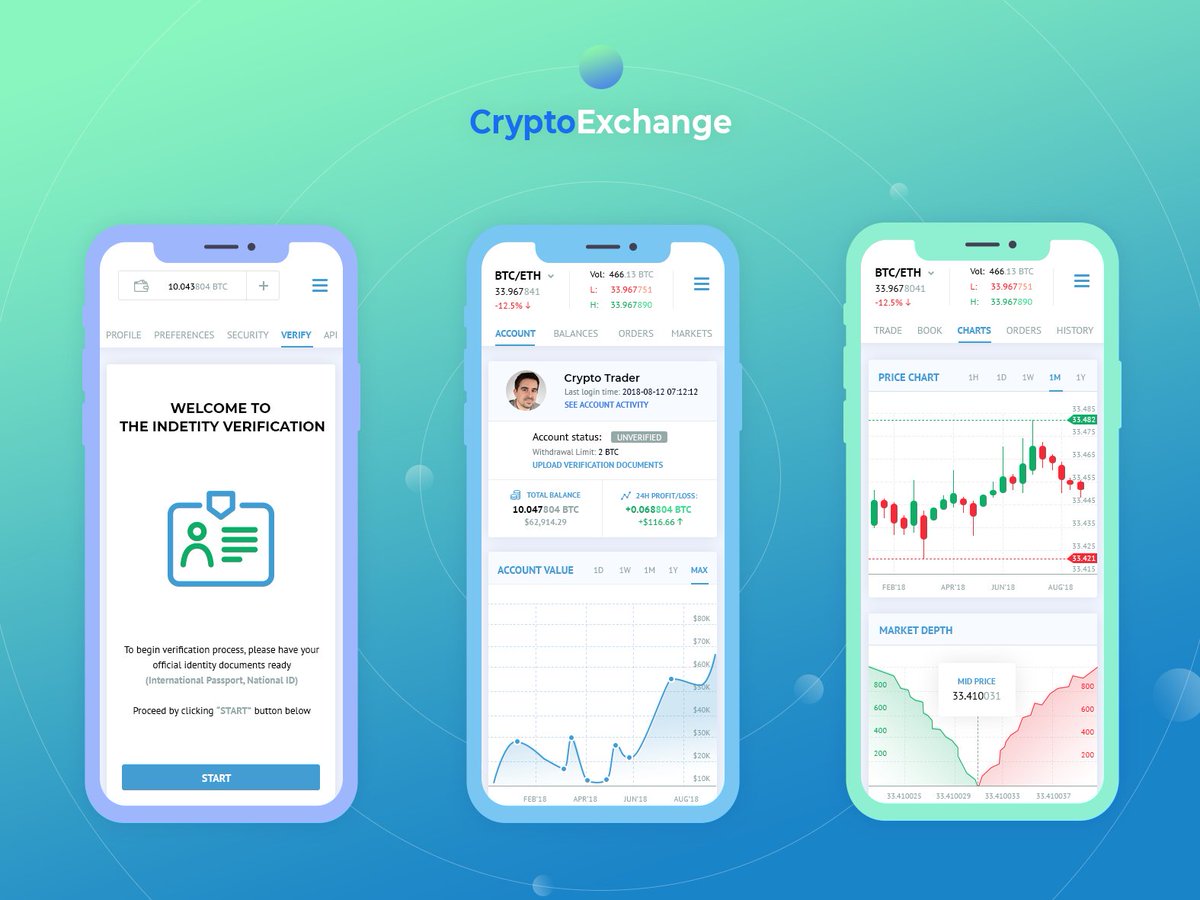 CryptoExchange
10.043804 BTC
+
PROFILE PREFERENCES SECURITY VERIFY API
WELCOME TO
THE INDETITY VERIFICATION
To begin verification process, please have your
official identity documents ready
(International Passport, National ID)
Proceed by clicking "START" button below
START
BTC/ETH
33.967841
-12.5% ↓
Vol: 466.13 BTC
L: 33.967751
H: 33.967890
ACCOUNT BALANCES ORDERS MARKETS
Crypto Trader
Last login time: 2018-08-12 07:12:12
SEE ACCOUNT ACTIVITY
Account status: UNVERIFIED
Withdrawal Limit: 2 BTC
UPLOAD VERIFICATION DOCUMENTS
TOTAL BALANCE
10.047804 BTC
$62,914.29
24H PROFIT/LOSS:
+0.068804 BTC
+$116.66 ↑
ACCOUNT VALUE 1D 1W 1M 1Y MAX
$80K
$70K
$60K
$50K
$40K
$30K
$20K
$10K
FEB'18 APR'18 JUN'18 AUG'18
BTC/ETH
33.9678041
-12.5% ↓
Vol: 466.13 BTC
L: 33.967751
H: 33.967890
TRADE BOOK CHARTS ORDERS HISTORY
PRICE CHART 1H 1D 1W 1M 1Y
33.485
33.482
33.475
33.465
33.455
33.445
33.435
33.425
33.421
33.415
FEB'18 APR'18 JUN'18 AUG'18
MARKET DEPTH
MID PRICE
33.410031
800 800
600 600
400 400
200 200
33.410025 33.410029 33.410033 33.410037